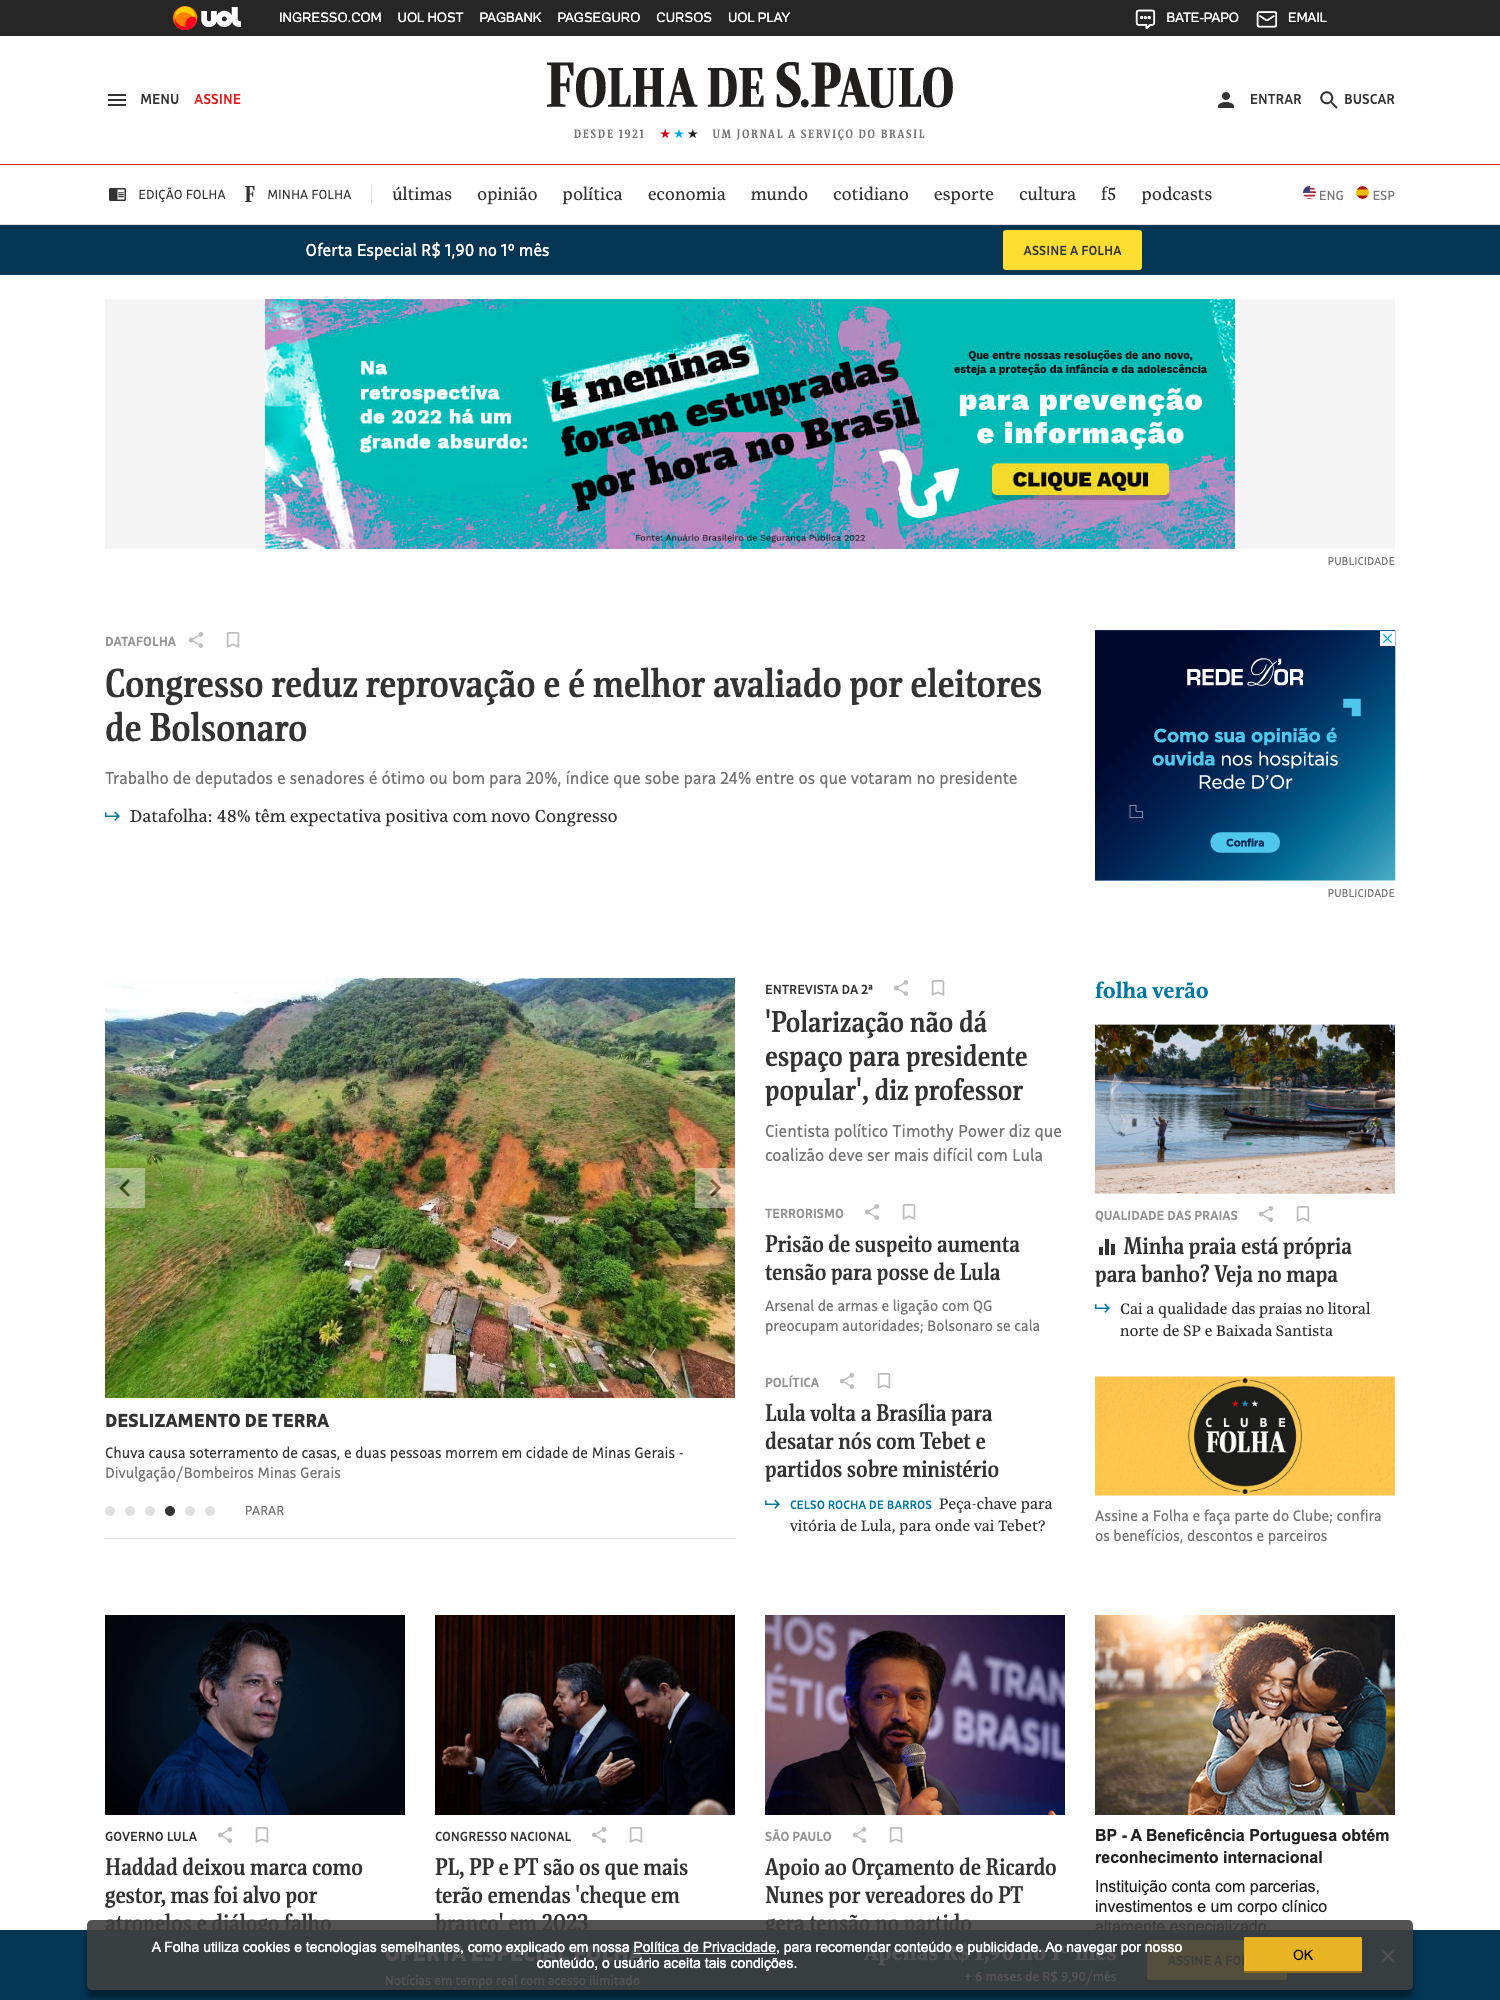 uol
INGRESSO.COM UOL HOST PAGBANK PAGSEGURO CURSOS UOL PLAY
BATE-PAPO EMAIL
MENU ASSINE
FOLHA DE S.PAULO
DESDE 1921 ★★★ UM JORNAL A SERVIÇO DO BRASIL
ENTRAR BUSCAR
EDIÇÃO FOLHA F MINHA FOLHA
últimas opinião política economia mundo cotidiano esporte cultura f5 podcasts
ENG ESP
Oferta Especial R$ 1,90 no 1º mês
ASSINE A FOLHA
Na
retrospectiva
de 2022 há um
grande absurdo:
4 meninas
foram estupradas
por hora no Brasil
Que entre nossas resoluções de ano novo,
esteja a proteção da infância e da adolescência
para prevenção
e informação
CLIQUE AQUI
Fonte: Anuário Brasileiro de Segurança Pública 2022
PUBLICIDADE
DATAFOLHA
Congresso reduz reprovação e é melhor avaliado por eleitores
de Bolsonaro
Trabalho de deputados e senadores é ótimo ou bom para 20%, índice que sobe para 24% entre os que votaram no presidente
Datafolha: 48% têm expectativa positiva com novo Congresso
REDE D'OR
Como sua opinião é
ouvida nos hospitais
Rede D'Or
Confira
PUBLICIDADE
DESLIZAMENTO DE TERRA
Chuva causa soterramento de casas, e duas pessoas morrem em cidade de Minas Gerais -
Divulgação/Bombeiros Minas Gerais
PARAR
ENTREVISTA DA 2ª
'Polarização não dá
espaço para presidente
popular', diz professor
Cientista político Timothy Power diz que
coalizão deve ser mais difícil com Lula
TERRORISMO
Prisão de suspeito aumenta
tensão para posse de Lula
Arsenal de armas e ligação com QG
preocupam autoridades; Bolsonaro se cala
POLÍTICA
Lula volta a Brasília para
desatar nós com Tebet e
partidos sobre ministério
CELSO ROCHA DE BARROS Peça-chave para
vitória de Lula, para onde vai Tebet?
folha verão
QUALIDADE DAS PRAIAS
Minha praia está própria
para banho? Veja no mapa
Cai a qualidade das praias no litoral
norte de SP e Baixada Santista
CLUBE
FOLHA
Assine a Folha e faça parte do Clube; confira
os benefícios, descontos e parceiros
GOVERNO LULA
Haddad deixou marca como
gestor, mas foi alvo por
atropelos e diálogo falho
CONGRESSO NACIONAL
PL, PP e PT são os que mais
terão emendas 'cheque em
branco' em 2023
HOS
A TRAN
ÉTIC
O BRASIL
SÃO PAULO
Apoio ao Orçamento de Ricardo
Nunes por vereadores do PT
gera tensão no partido
BP - A Beneficência Portuguesa obtém
reconhecimento internacional
Instituição conta com parcerias,
investimentos e um corpo clínico
altamente especializado
A Folha utiliza cookies e tecnologias semelhantes, como explicado em nossa Política de Privacidade, para recomendar conteúdo e publicidade. Ao navegar por nosso
conteúdo, o usuário aceita tais condições.
OK
Notícias em tempo real com acesso ilimitado
Apenas R$ 1,90 no 1º mês
+ 6 meses de R$ 9,90/mês
ASSINE A FO